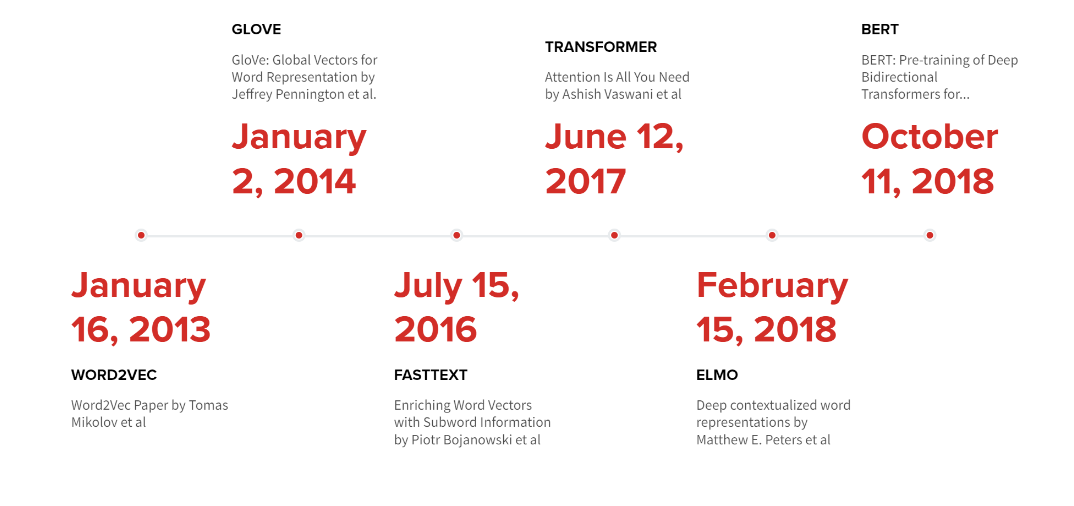 GLOVE
GloVe: Global Vectors for
Word Representation by
Jeffrey Pennington et al.
January
2, 2014
TRANSFORMER
Attention Is All You Need
by Ashish Vaswani et al
June 12,
2017
BERT
BERT: Pre-training of Deep
Bidirectional
Transformers for...
October
11, 2018
January
16, 2013
WORD2VEC
Word2Vec Paper by Tomas
Mikolov et al
July 15,
2016
FASTTEXT
Enriching Word Vectors
with Subword Information
by Piotr Bojanowski et al
February
15, 2018
ELMO
Deep contextualized word
representations by
Matthew E. Peters et al